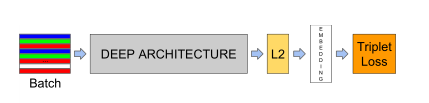 Batch
DEEP ARCHITECTURE
L2
EMBEDDING
Triplet
Loss